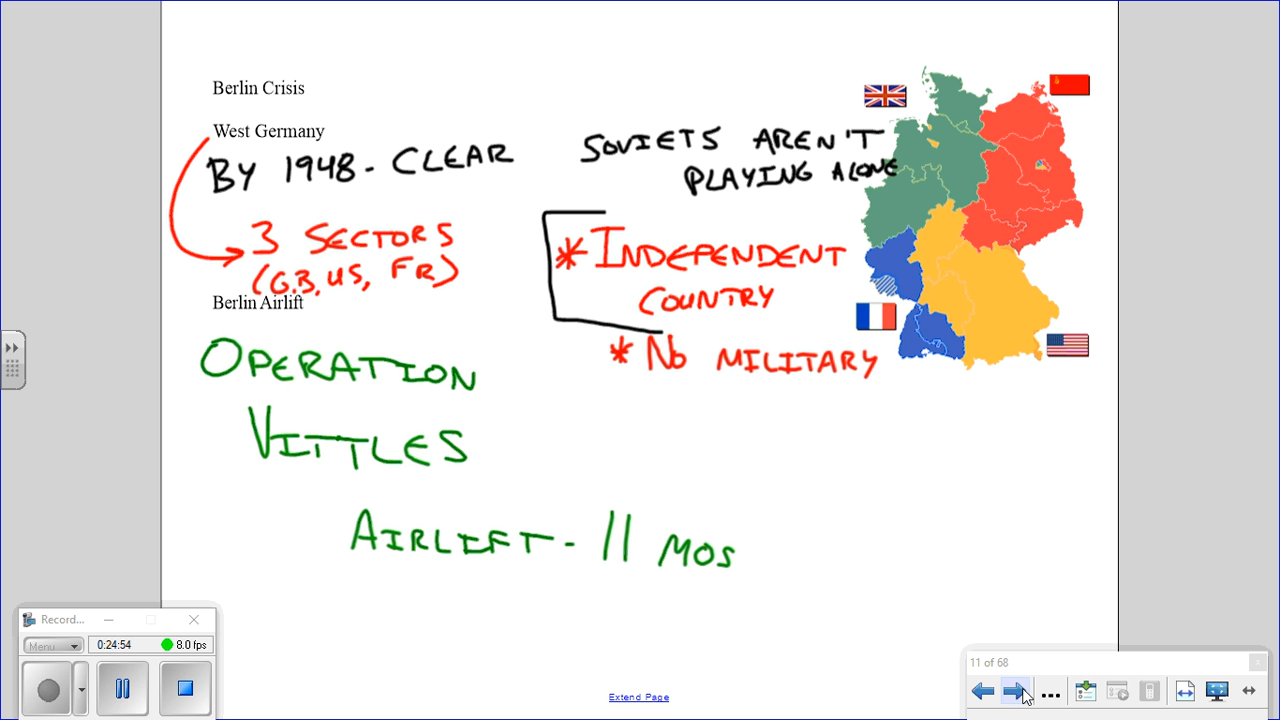 Berlin Crisis
West Germany
BY 1948 - CLEAR
SOVIETS AREN'T
PLAYING ALONE
3 SECTORS
(G.B, US, FR)
* INDEPENDENT
COUNTRY
* NO MILITARY
Berlin Airlift
OPERATION
VITTLES
AIRLIFT - 11 MOS
Record...
Menu
0:24:54
8.0 fps
Extend Page
11 of 68